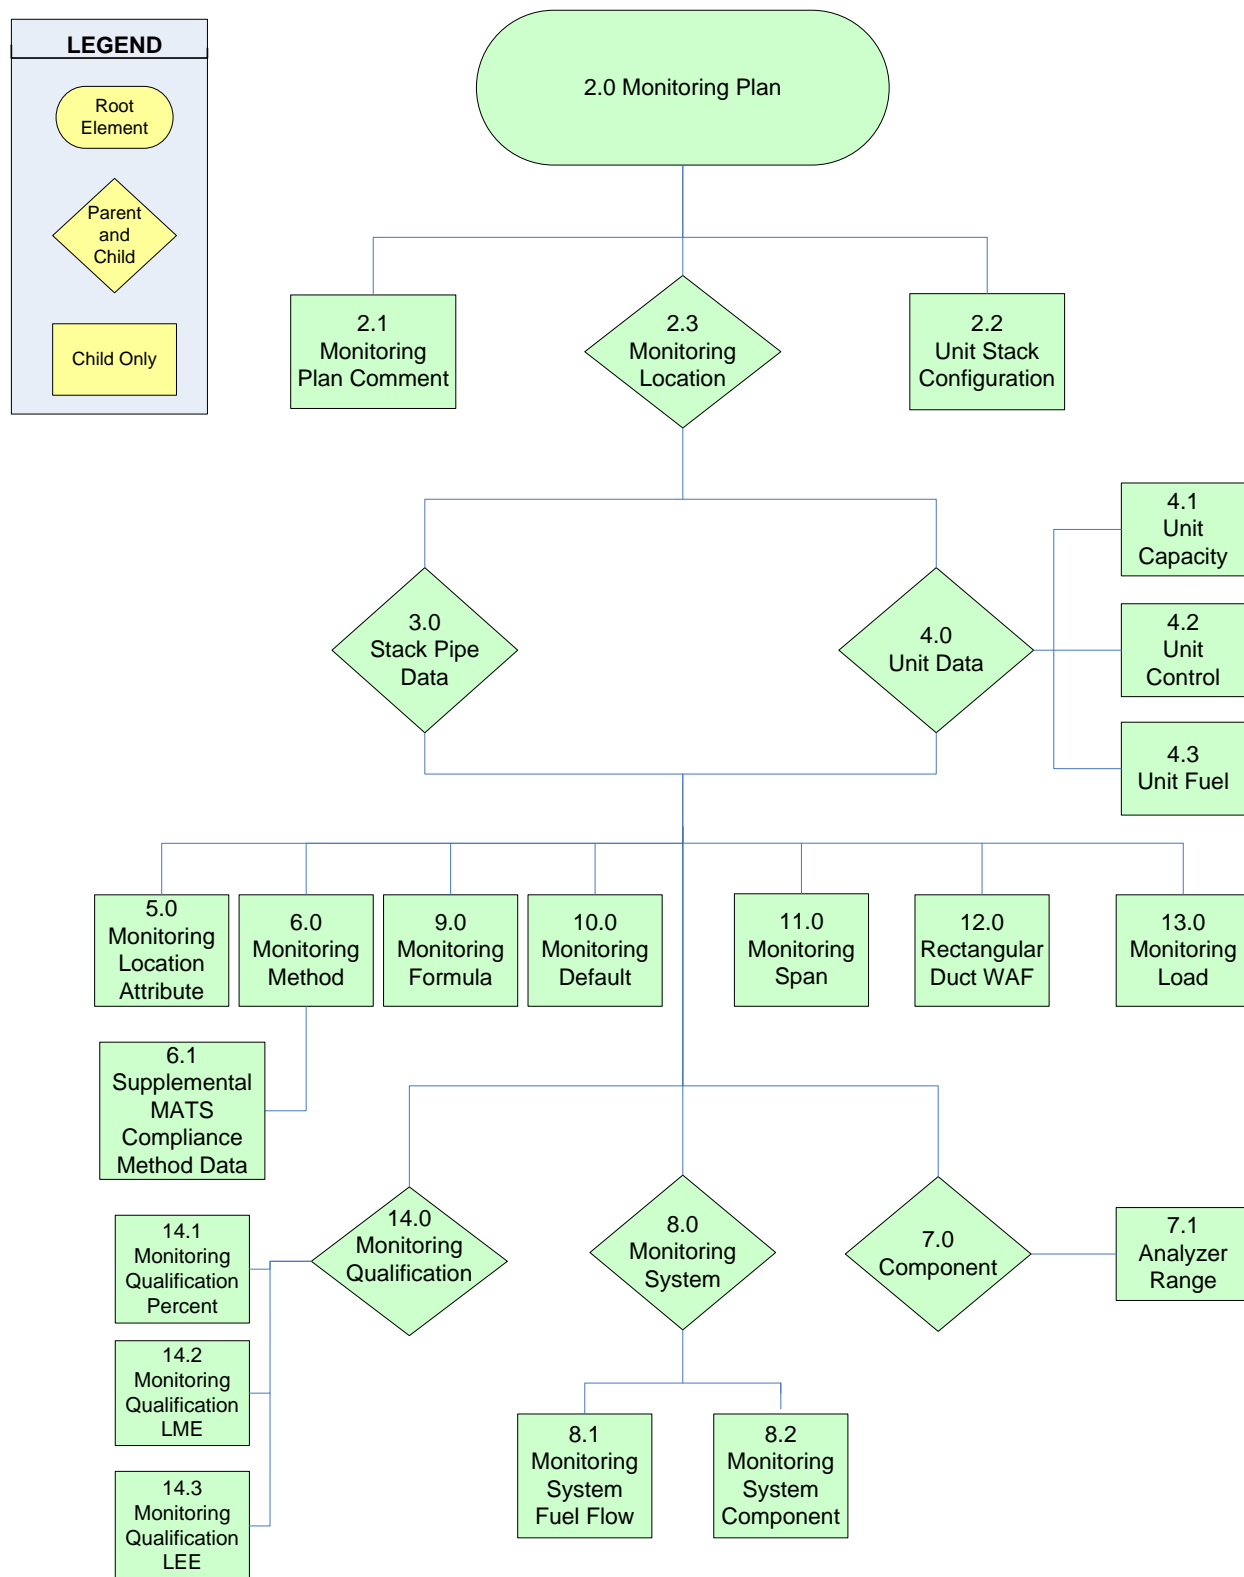 LEGEND
Root
Element
Parent
and
Child
Child Only
2.0 Monitoring Plan
2.1
Monitoring
Plan Comment
2.3
Monitoring
Location
2.2
Unit Stack
Configuration
3.0
Stack Pipe
Data
4.0
Unit Data
4.1
Unit
Capacity
4.2
Unit
Control
4.3
Unit Fuel
5.0
Monitoring
Location
Attribute
6.0
Monitoring
Method
9.0
Monitoring
Formula
10.0
Monitoring
Default
11.0
Monitoring
Span
12.0
Rectangular
Duct WAF
13.0
Monitoring
Load
6.1
Supplemental
MATS
Compliance
Method Data
14.0
Monitoring
Qualification
8.0
Monitoring
System
7.0
Component
7.1
Analyzer
Range
14.1
Monitoring
Qualification
Percent
14.2
Monitoring
Qualification
LME
14.3
Monitoring
Qualification
LEE
8.1
Monitoring
System
Fuel Flow
8.2
Monitoring
System
Component